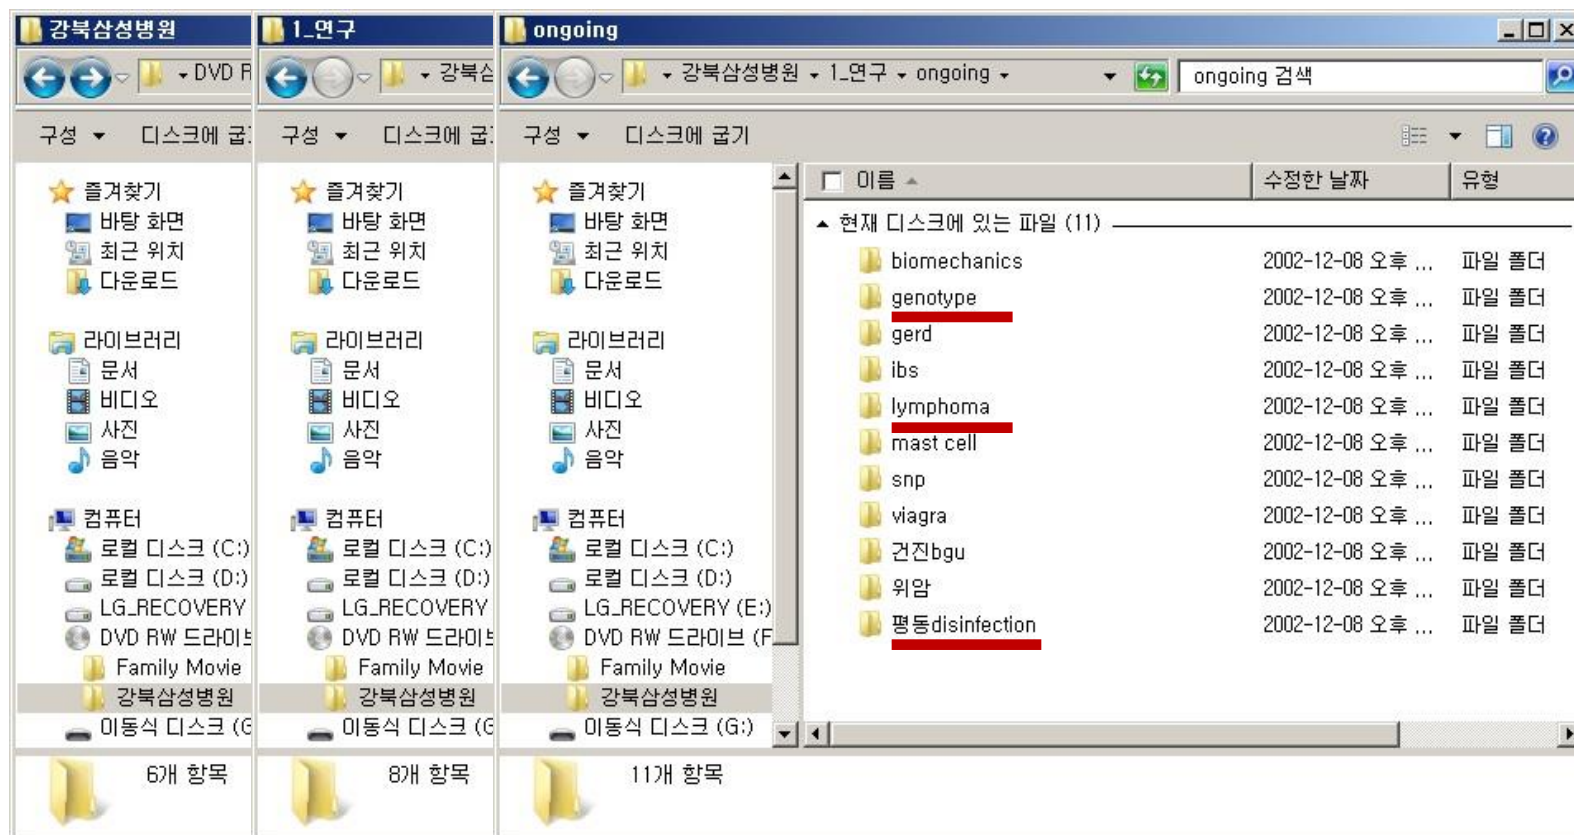 강북삼성병원
DVD R
구성 디스크에 굽
즐겨찾기
바탕 화면
최근 위치
다운로드
라이브러리
문서
비디오
사진
음악
컴퓨터
로컬 디스크 (C:)
로컬 디스크 (D:)
LG_RECOVERY
DVD RW 드라이브
Family Movie
강북삼성병원
이동식 디스크 (G
6개 항목
1_연구
강북삼
구성 디스크에 굽
즐겨찾기
바탕 화면
최근 위치
다운로드
라이브러리
문서
비디오
사진
음악
컴퓨터
로컬 디스크 (C:)
로컬 디스크 (D:)
LG_RECOVERY
DVD RW 드라이브
Family Movie
강북삼성병원
이동식 디스크 (G
8개 항목
ongoing
강북삼성병원 1_연구 ongoing ongoing 검색
구성 디스크에 굽기
즐겨찾기
바탕 화면
최근 위치
다운로드
라이브러리
문서
비디오
사진
음악
컴퓨터
로컬 디스크 (C:)
로컬 디스크 (D:)
LG_RECOVERY (E:)
DVD RW 드라이브 (F
Family Movie
강북삼성병원
이동식 디스크 (G:)
11개 항목
이름 수정한 날짜 유형
현재 디스크에 있는 파일 (11)
biomechanics 2002-12-08 오후 ... 파일 폴더
genotype 2002-12-08 오후 ... 파일 폴더
gerd 2002-12-08 오후 ... 파일 폴더
ibs 2002-12-08 오후 ... 파일 폴더
lymphoma 2002-12-08 오후 ... 파일 폴더
mast cell 2002-12-08 오후 ... 파일 폴더
snp 2002-12-08 오후 ... 파일 폴더
viagra 2002-12-08 오후 ... 파일 폴더
건진bgu 2002-12-08 오후 ... 파일 폴더
위암 2002-12-08 오후 ... 파일 폴더
평동disinfection 2002-12-08 오후 ... 파일 폴더